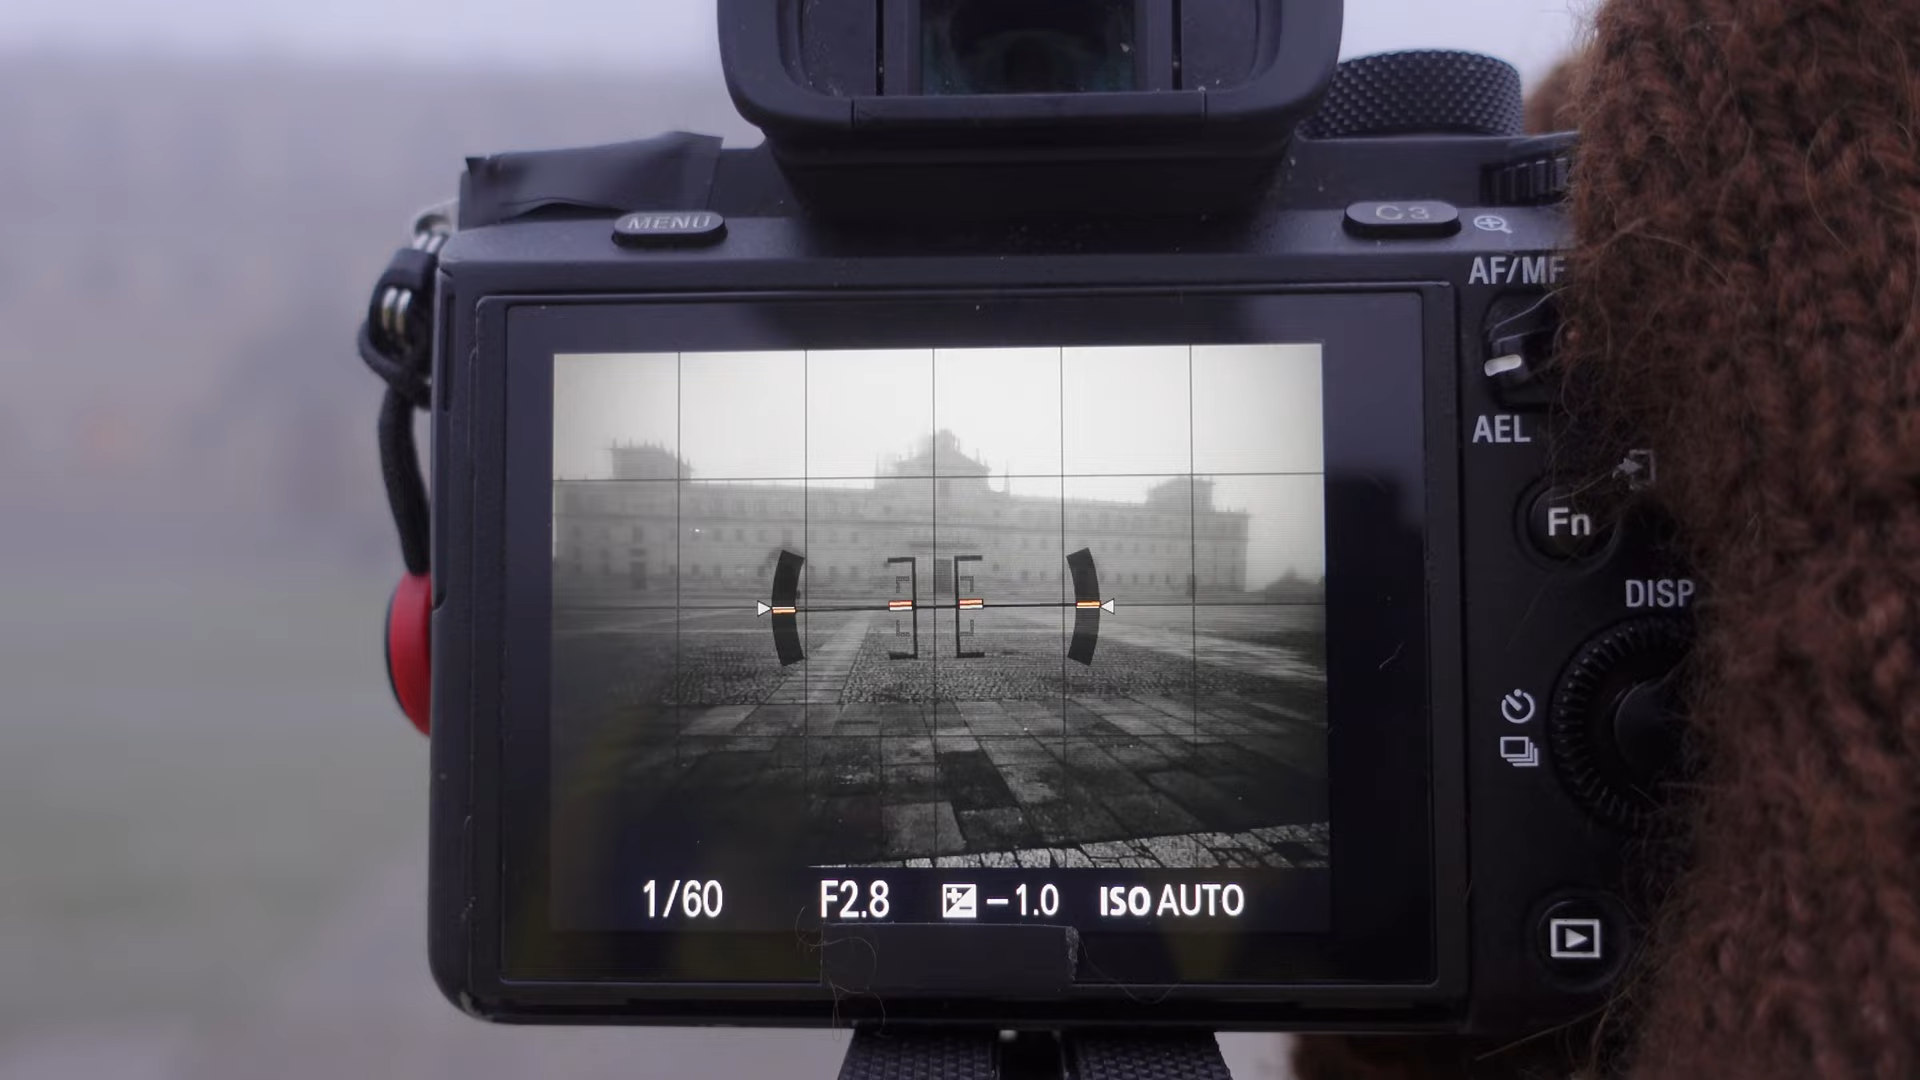 MENU
C3
AF/MF
AEL
Fn
DISP
1/60 F2.8 −1.0 ISO AUTO